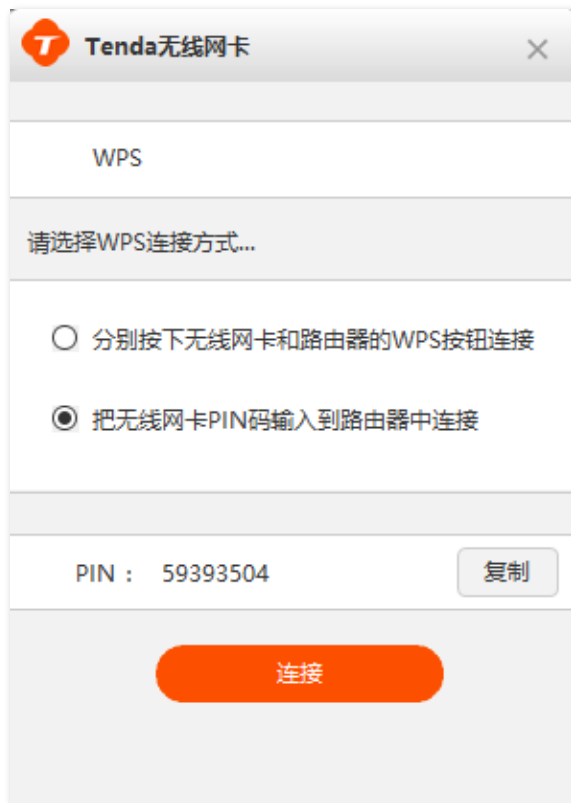 Tenda无线网卡
WPS
请选择WPS连接方式...
分别按下无线网卡和路由器的WPS按钮连接
把无线网卡PIN码输入到路由器中连接
PIN： 59393504 复制
连接